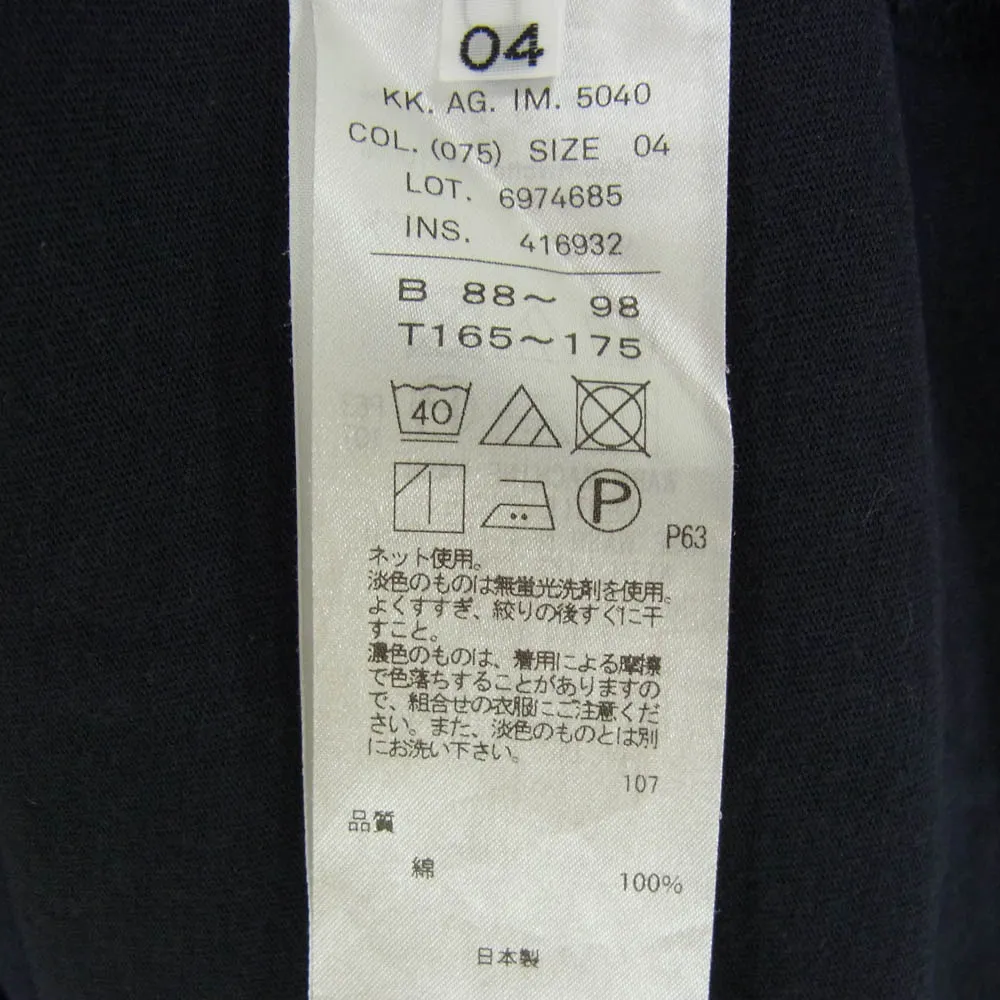 04
KK. AG. IM. 5040
COL. (075) SIZE 04
LOT. 6974685
INS. 416932
B 88～ 98
T165～175
40
P
P63
ネット使用。
淡色のものは無蛍光洗剤を使用。
よくすすぎ、絞りの後すぐに干
すこと。
濃色のものは、着用による摩擦
で色落ちすることがありますの
で、組合せの衣服にご注意くだ
さい。また、淡色のものとは別
にお洗い下さい。
107
品質
綿 100%
日本製